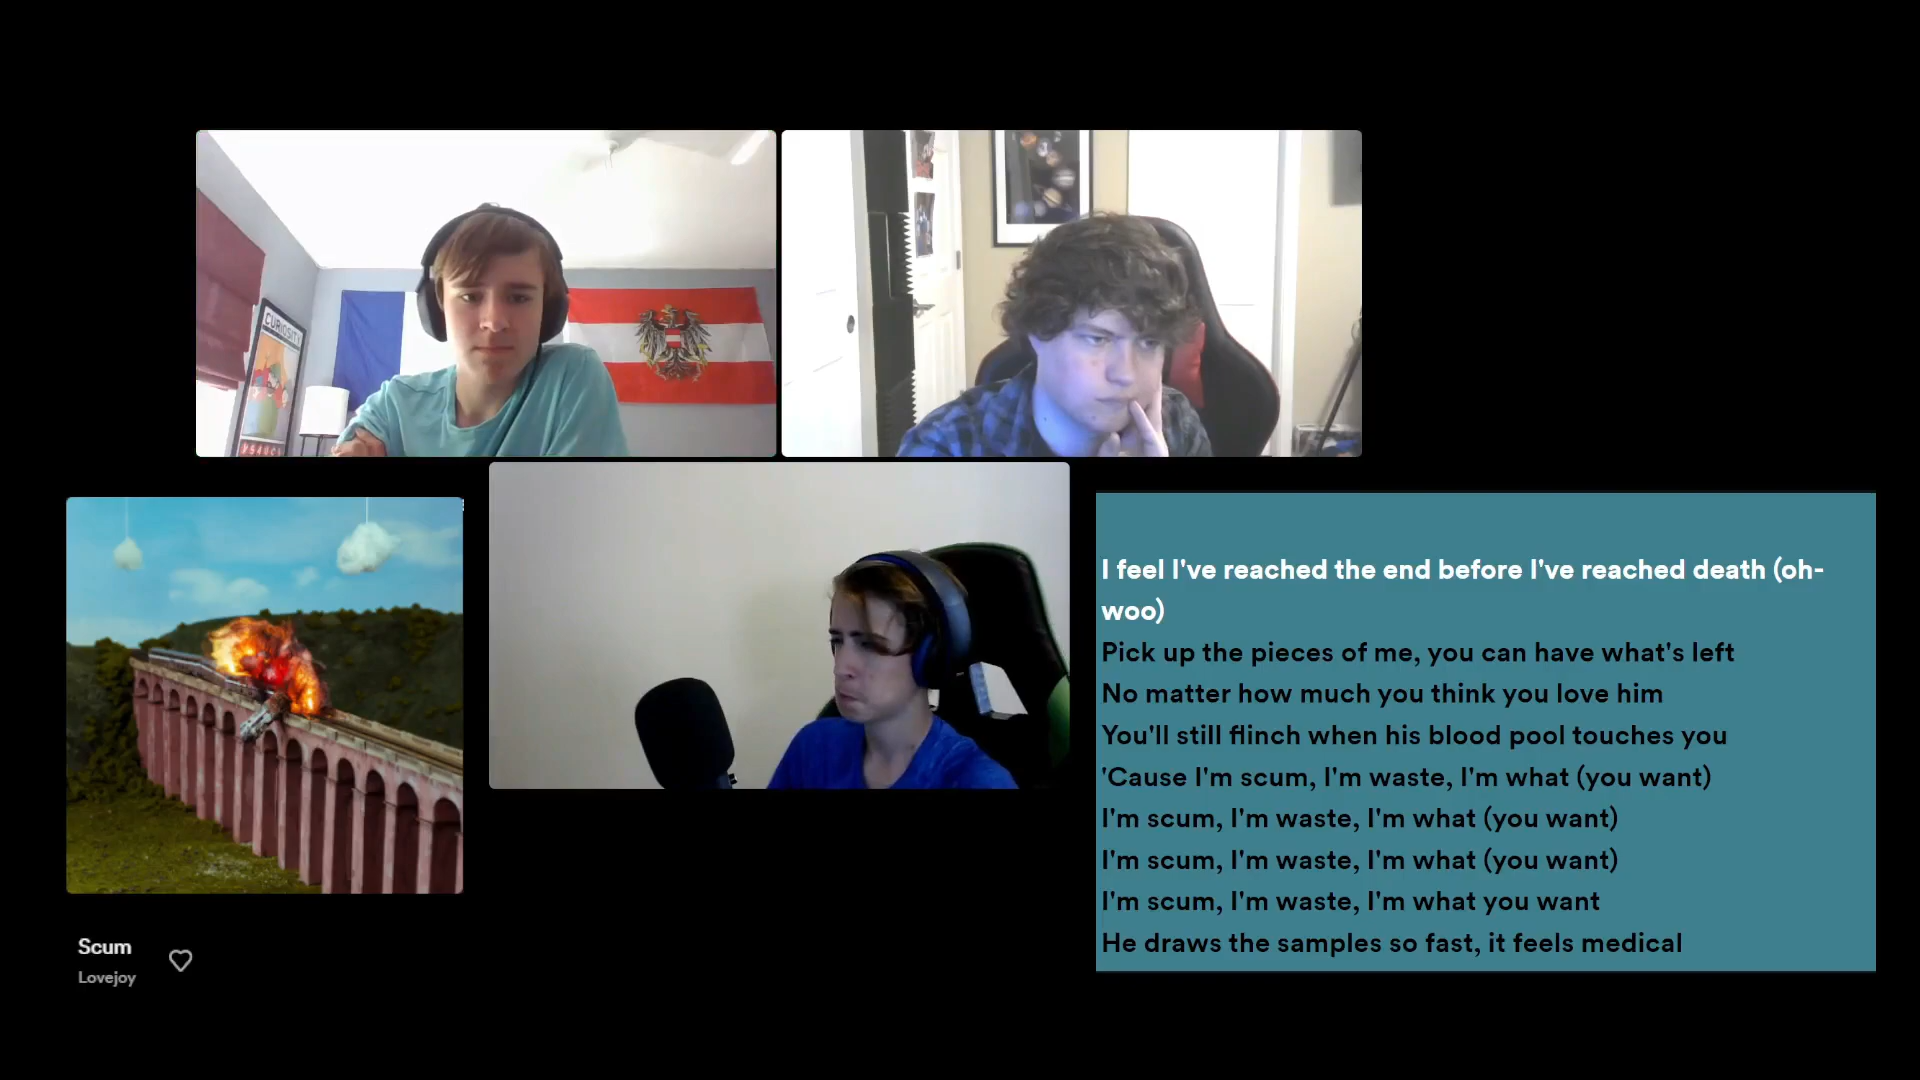 CURIOSITY
I feel I've reached the end before I've reached death (oh-
woo)
Pick up the pieces of me, you can have what's left
No matter how much you think you love him
You'll still flinch when his blood pool touches you
'Cause I'm scum, I'm waste, I'm what (you want)
I'm scum, I'm waste, I'm what (you want)
I'm scum, I'm waste, I'm what (you want)
I'm scum, I'm waste, I'm what you want
He draws the samples so fast, it feels medical
Scum
Lovejoy